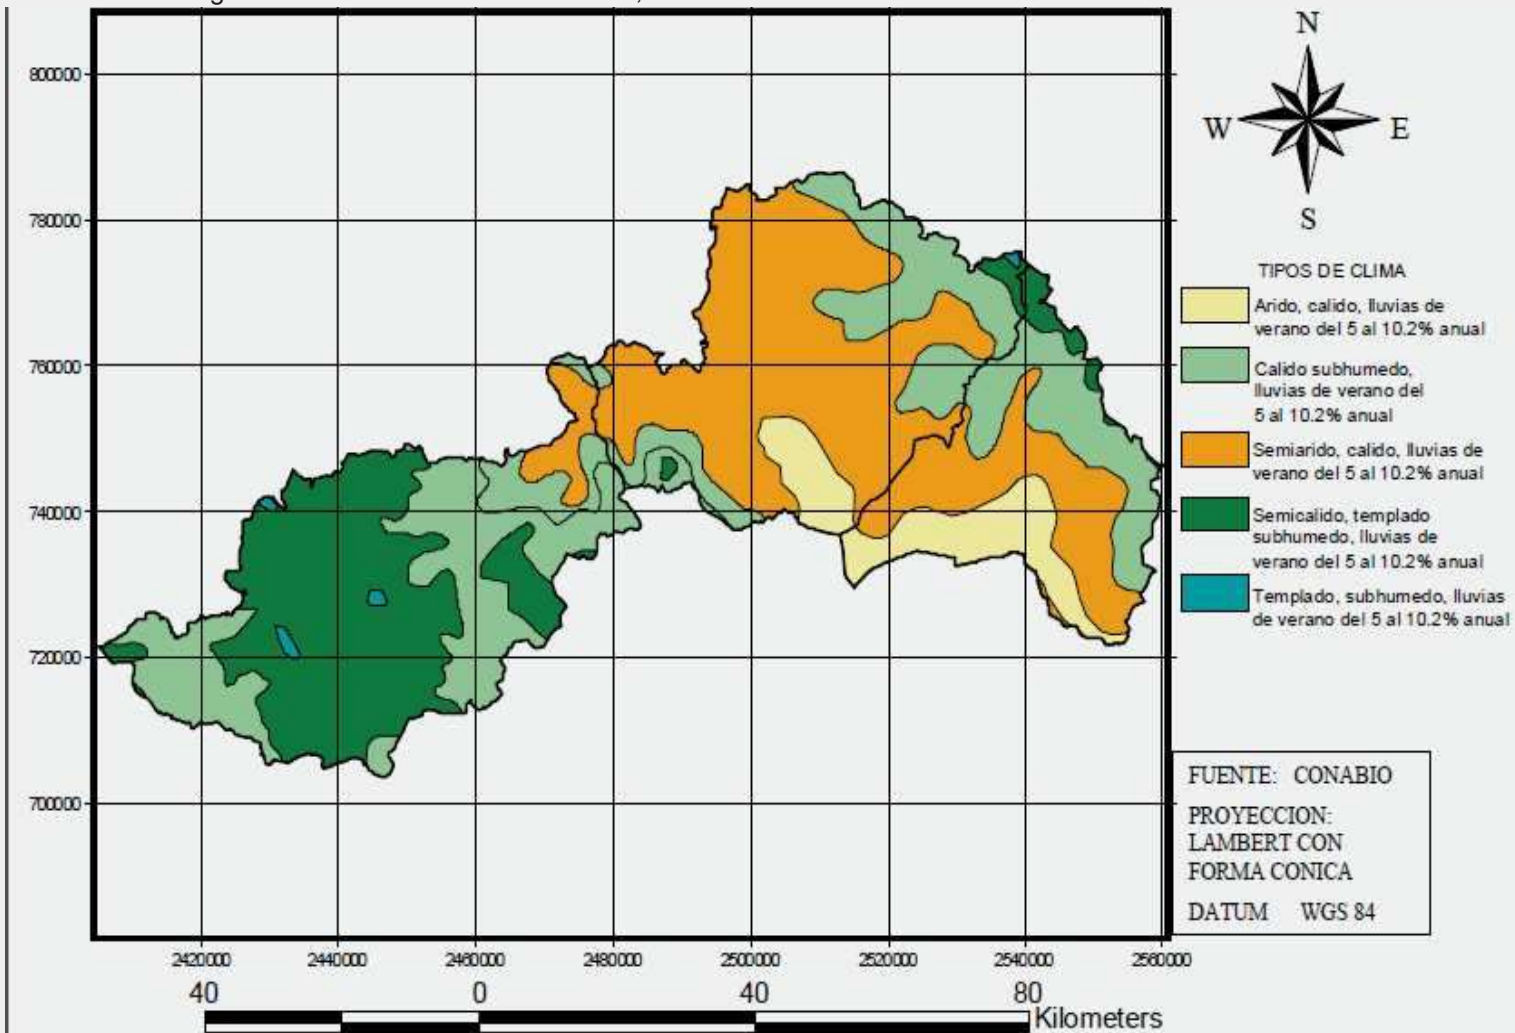 N
W E
S
TIPOS DE CLIMA
Arido, calido, lluvias de
verano del 5 al 10.2% anual
Calido subhumedo,
lluvias de verano del
5 al 10.2% anual
Semiarido, calido, lluvias de
verano del 5 al 10.2% anual
Semicalido, templado
subhumedo, lluvias de
verano del 5 al 10.2% anual
Templado, subhumedo, lluvias
de verano del 5 al 10.2% anual
FUENTE: CONABIO
PROYECCION:
LAMBERT CON
FORMA CONICA
DATUM WGS 84
800000
780000
760000
740000
720000
700000
2420000 2440000 2460000 2480000 2500000 2520000 2540000 2560000
40 0 40 80
Kilometers